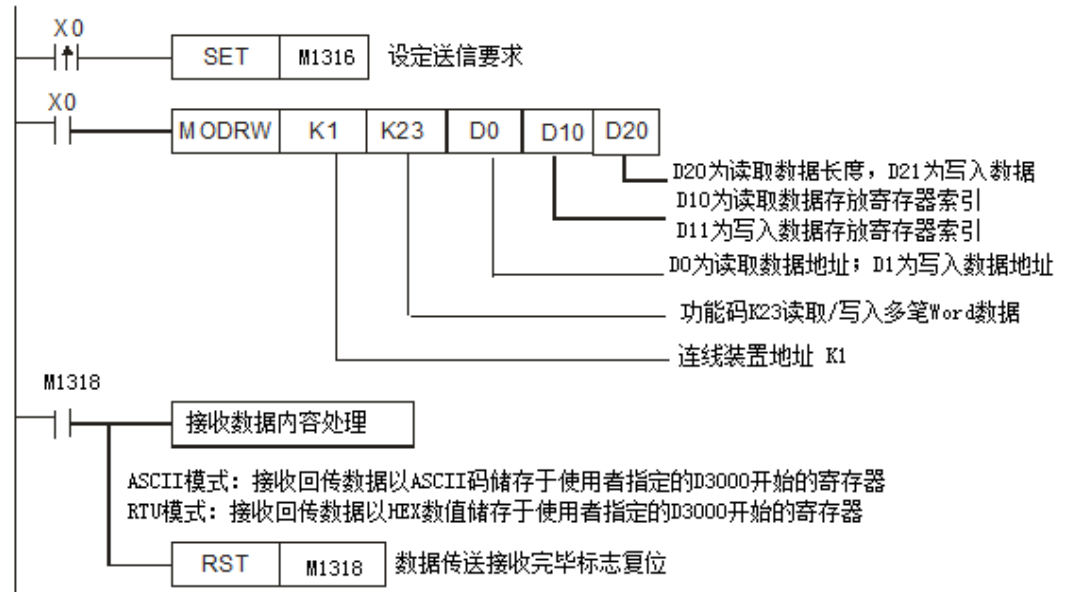 X0
SET M1316 设定送信要求
X0
MODRW K1 K23 D0 D10 D20
D20为读取数据长度，D21为写入数据
D10为读取数据存放寄存器索引
D11为写入数据存放寄存器索引
D0为读取数据地址；D1为写入数据地址
功能码K23读取/写入多笔Word数据
连线装置地址 K1
M1318
接收数据内容处理
ASCII模式：接收回传数据以ASCII码储存于使用者指定的D3000开始的寄存器
RTU模式：接收回传数据以HEX数值储存于使用者指定的D3000开始的寄存器
RST M1318 数据传送接收完毕标志复位